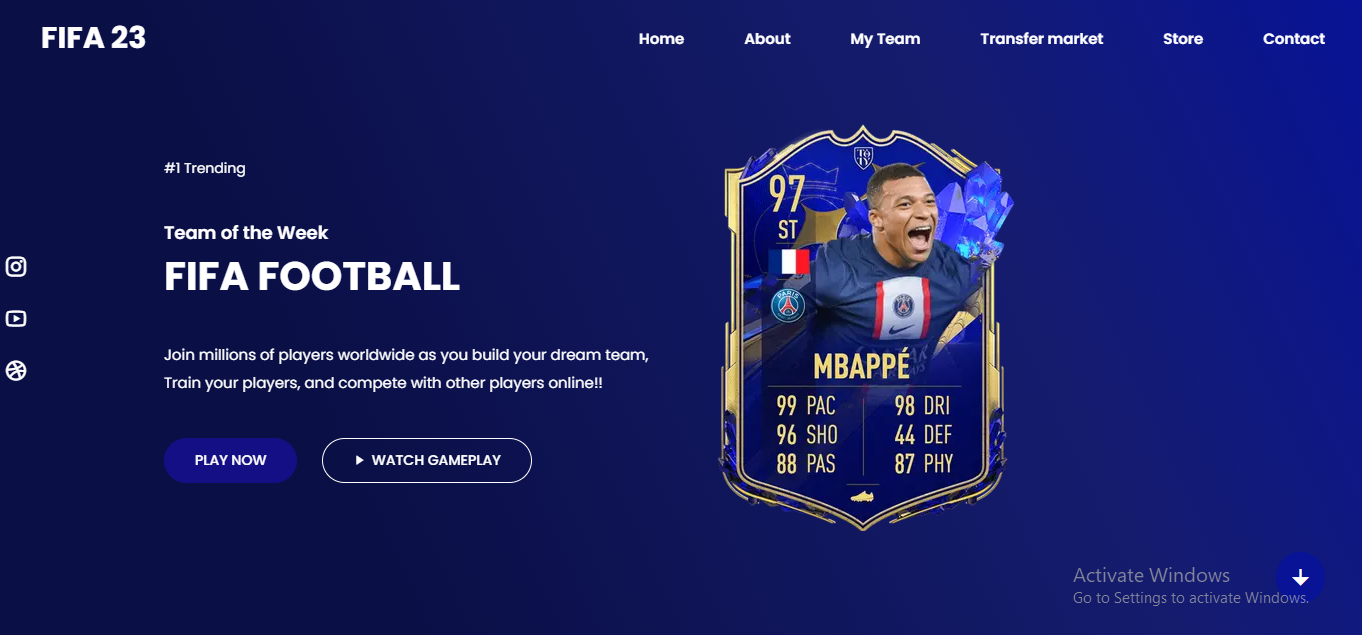 FIFA 23
Home About My Team Transfer market Store Contact
#1 Trending
Team of the Week
FIFA FOOTBALL
Join millions of players worldwide as you build your dream team,
Train your players, and compete with other players online!!
PLAY NOW
WATCH GAMEPLAY
97
ST
PARIS
MBAPPÉ
99 PAC 98 DRI
96 SHO 44 DEF
88 PAS 87 PHY
Activate Windows
Go to Settings to activate Windows.